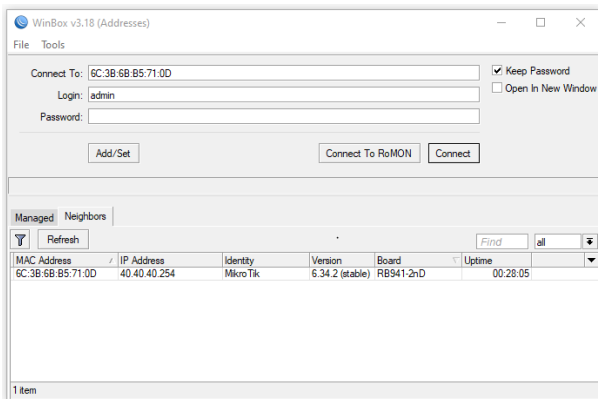 WinBox v3.18 (Addresses)
File Tools
Connect To: 6C:3B:6B:B5:71:0D
Keep Password
Login: admin
Open In New Window
Password:
Add/Set Connect To RoMON Connect
Managed Neighbors
Refresh Find all
MAC Address IP Address Identity Version Board Uptime
6C:3B:6B:B5:71:0D 40.40.40.254 MikroTik 6.34.2 (stable) RB941-2nD 00:28:05
1 item